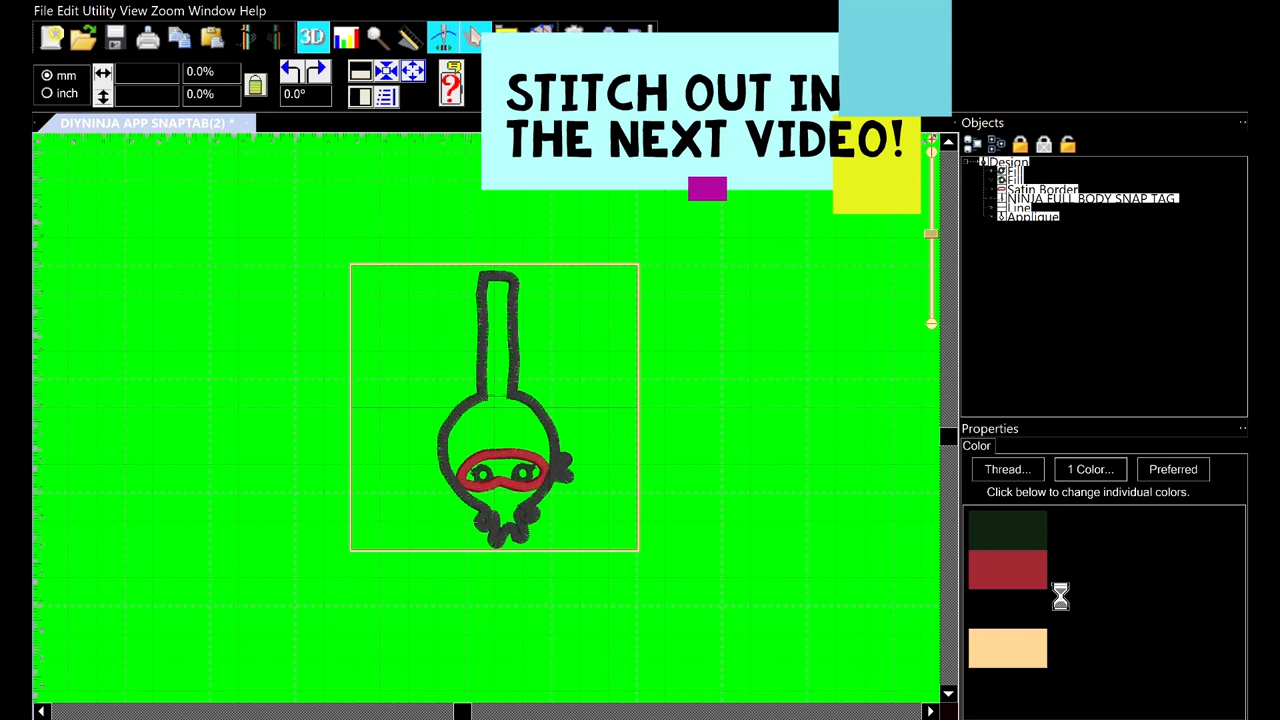 File Edit Utility View Zoom Window Help
3D
mm
0.0%
inch
0.0%
0.0°
STITCH OUT IN
THE NEXT VIDEO!
DIYNINJA APP SNAPTAB(2) *
Objects
Design
Fill
Fill
Satin Border
NINJA FULL BODY SNAP TAG
Line
Applique
Properties
Color
Thread...
1 Color...
Preferred
Click below to change individual colors.